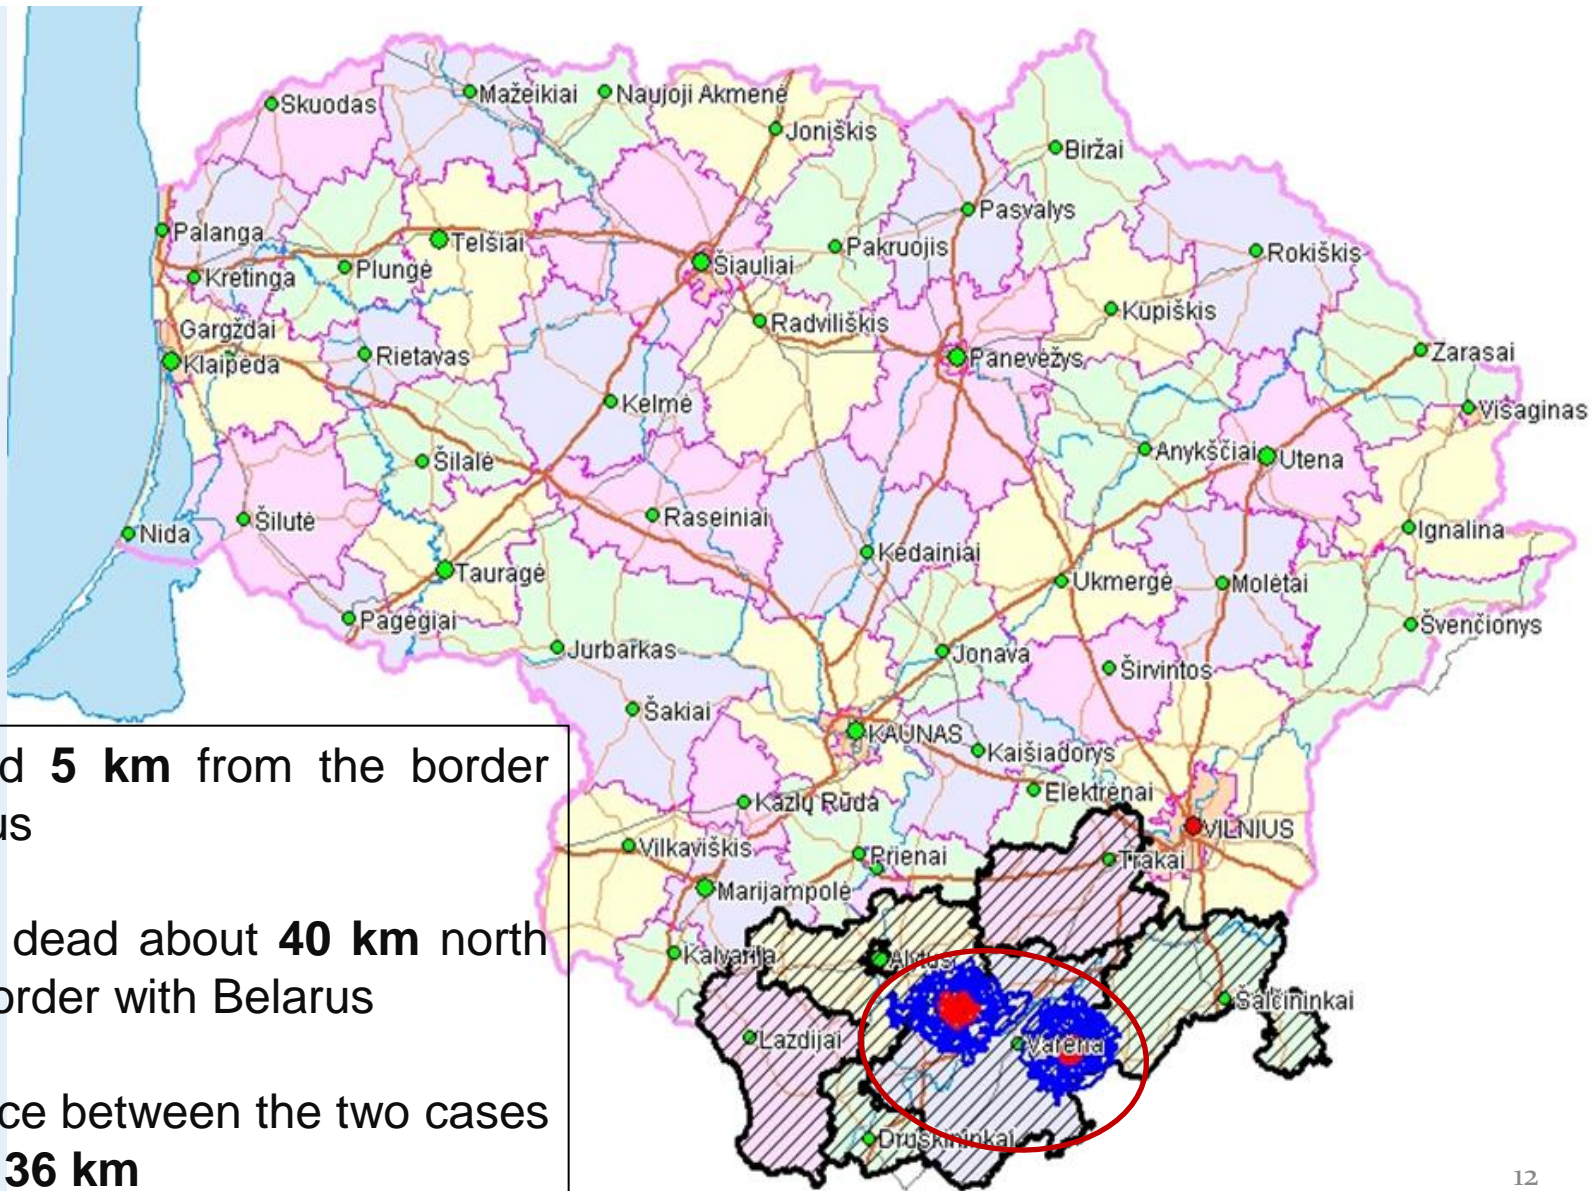 Skuodas
Mažeikiai
Naujoji Akmenė
Joniškis
Biržai
Pasvalys
Palanga
Telšiai
Pakruojis
Rokiškis
Kretinga
Plungė
Šiauliai
Gargždai
Radviliškis
Kupiškis
Klaipėda
Rietavas
Panevėžys
Zarasai
Kelmė
Visaginas
Šilalė
Anykščiai
Utena
Nida
Šilutė
Raseiniai
Kėdainiai
Ignalina
Tauragė
Ukmergė
Molėtai
Pagėgiai
Švenčionys
Jurbarkas
Jonava
Širvintos
Šakiai
KAUNAS
Kaišiadorys
Kazlų Rūda
Elektrėnai
VILNIUS
Vilkaviškis
Prienai
Trakai
Marijampolė
Kalvarija
Alytus
Šalčininkai
Lazdijai
Varėna
Druskininkai
d 5 km from the border
us
dead about 40 km north
order with Belarus
ce between the two cases
36 km
12